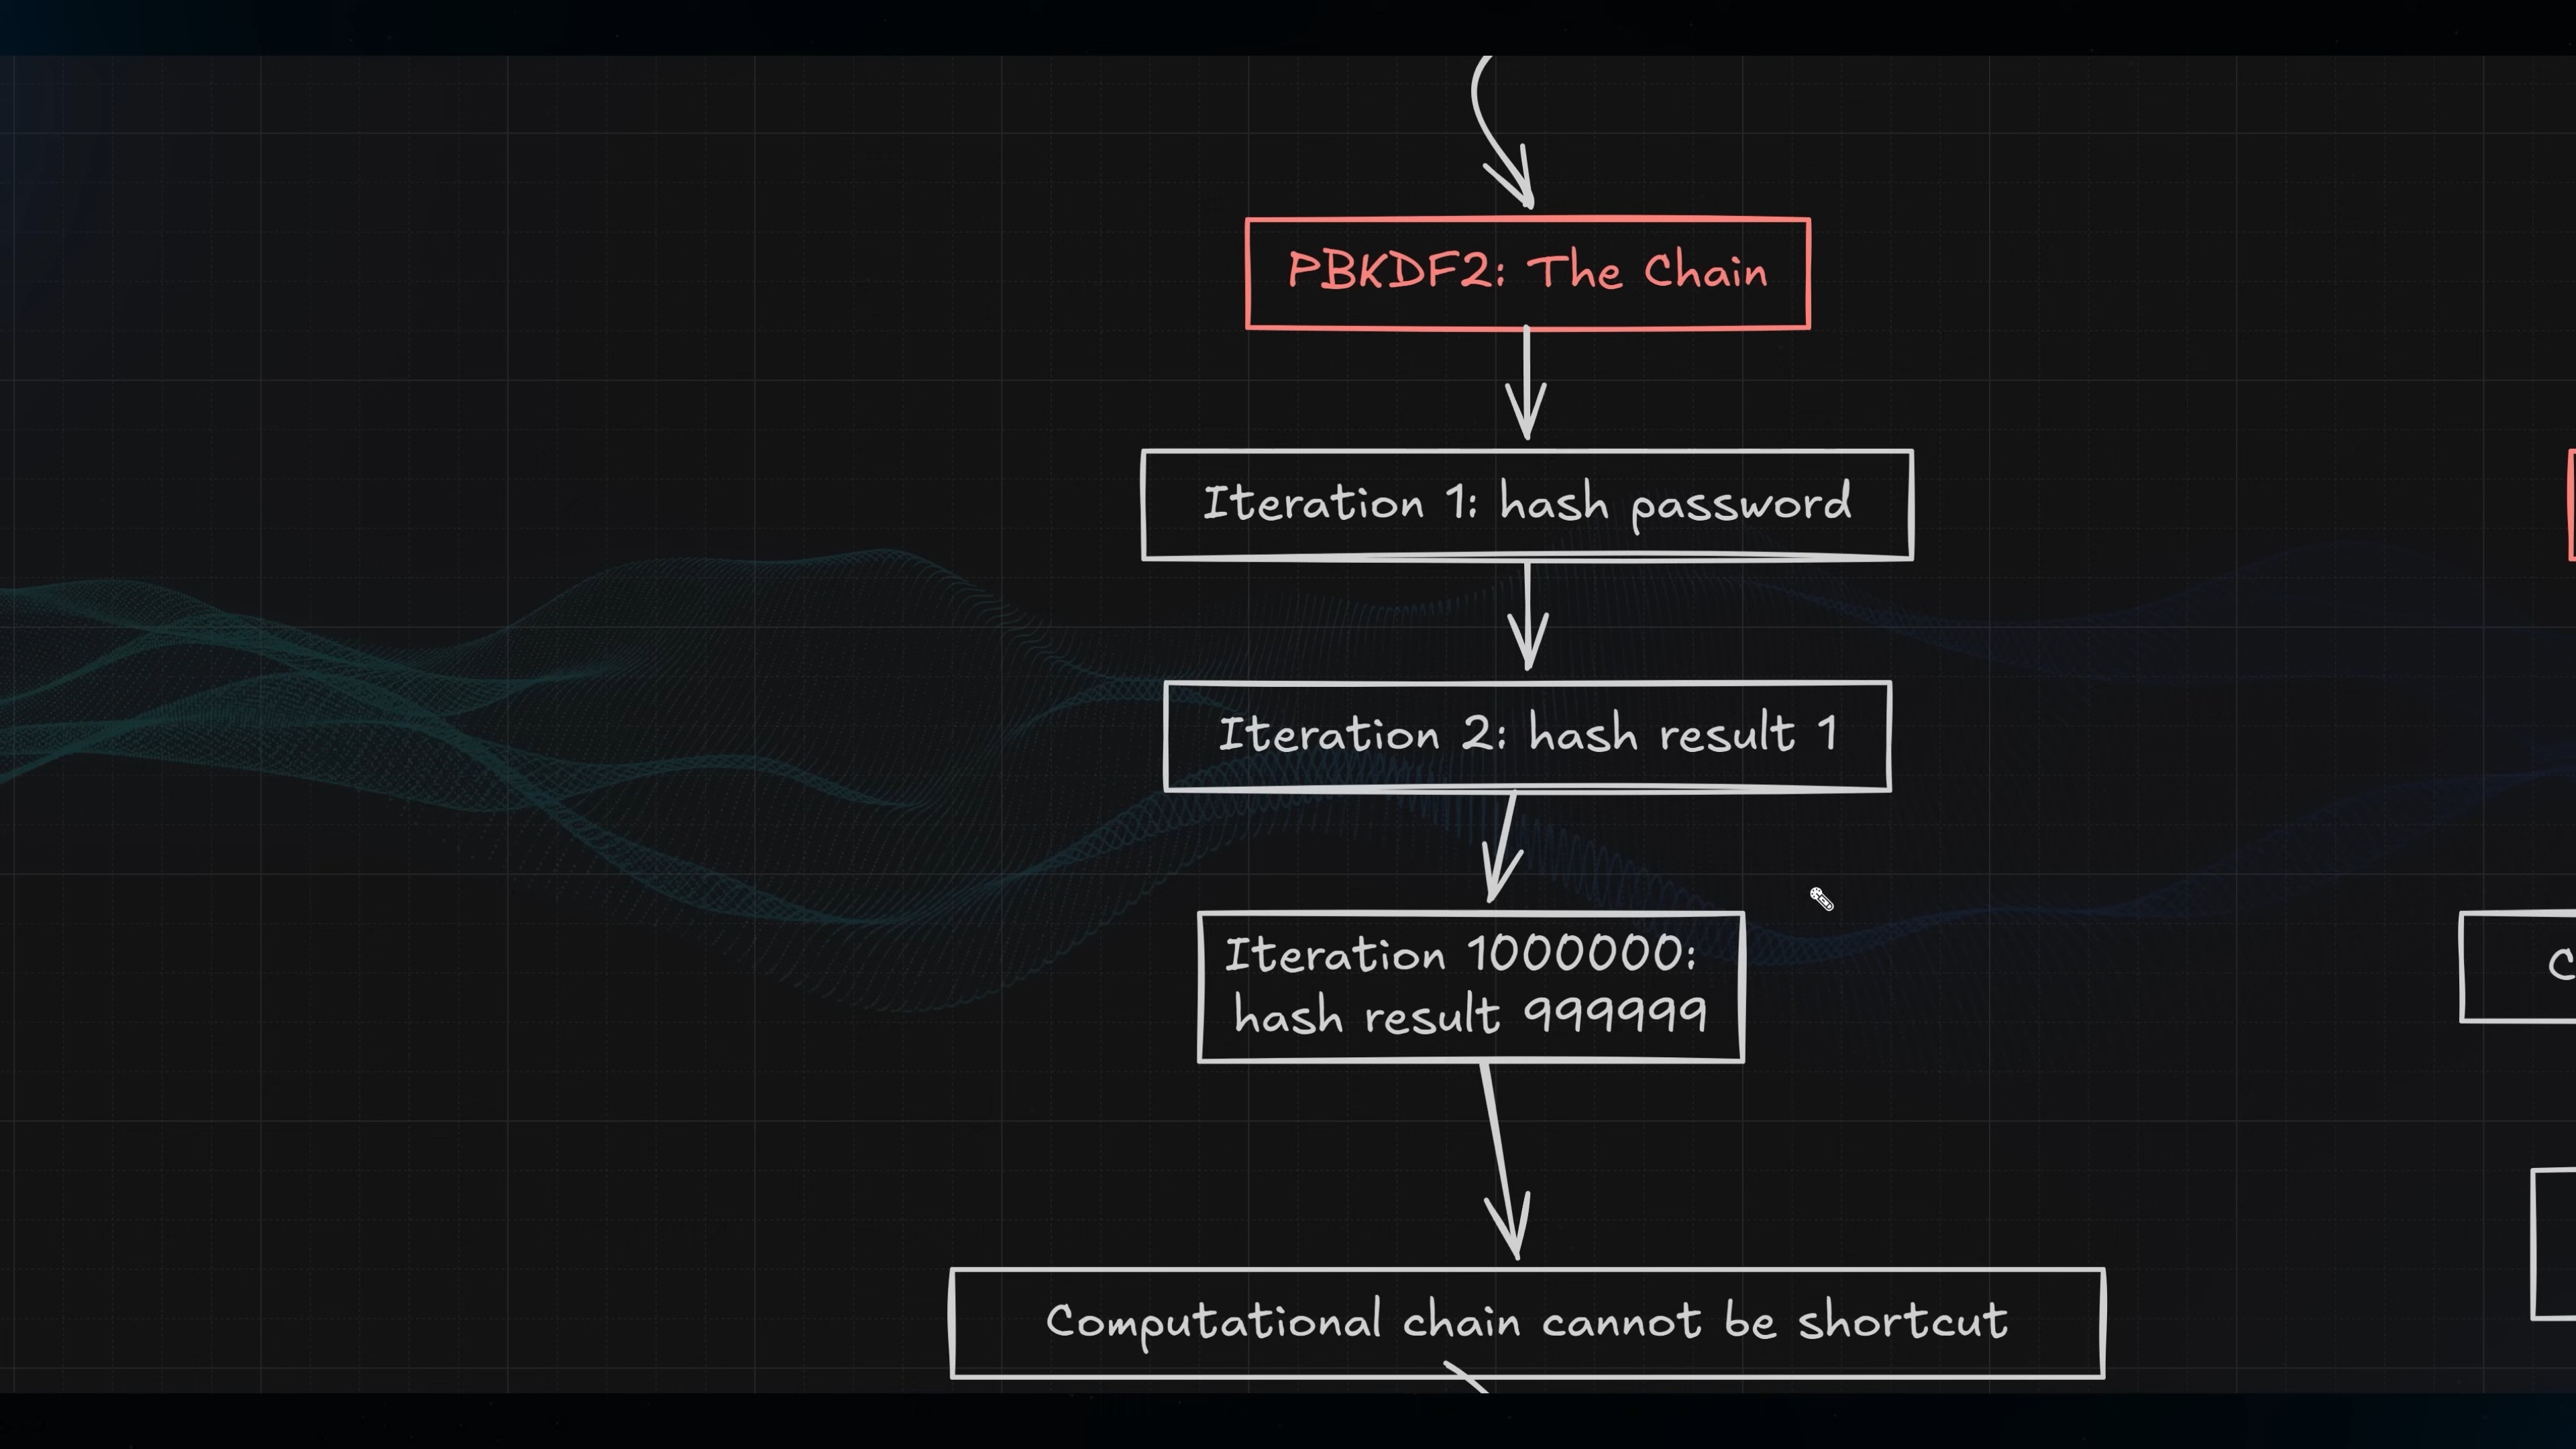 PBKDF2: The Chain
Iteration 1: hash password
Iteration 2: hash result 1
Iteration 1000000:
hash result 999999
Computational chain cannot be shortcut
C